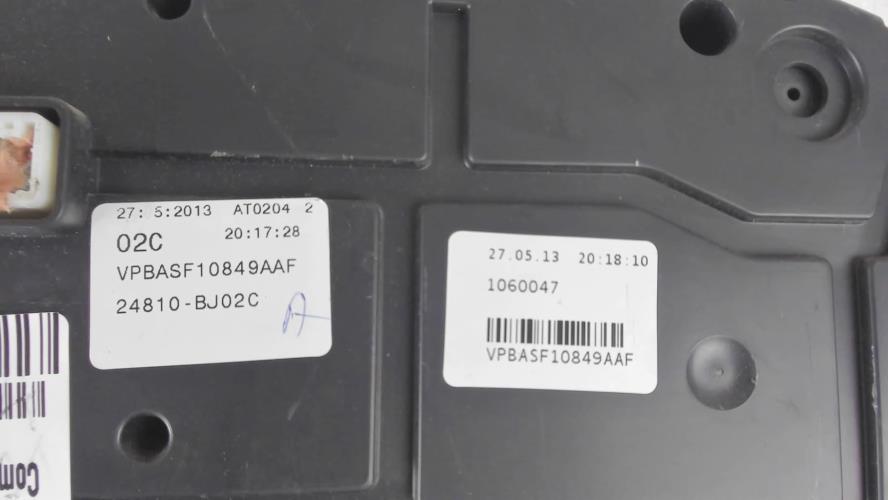 27: 5:2013 AT0204 2
02C 20:17:28
VPBASF10849AAF
24810-BJ02C
27.05.13 20:18:10
1060047
VPBASF10849AAF
Com